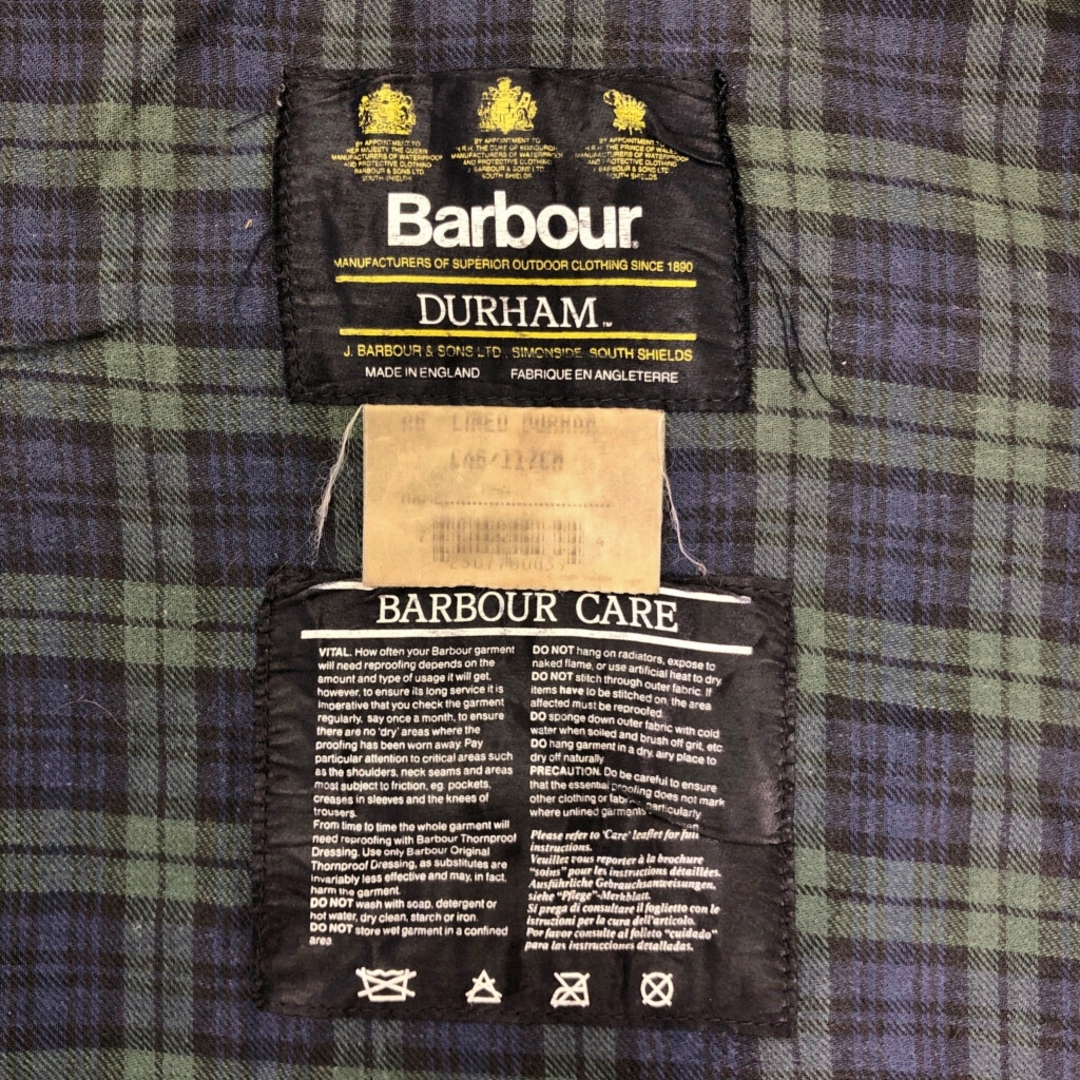 BY APPOINTMENT TO
HER MAJESTY THE QUEEN
MANUFACTURERS OF WATERPROOF
AND PROTECTIVE CLOTHING
BARBOUR & SONS LTD
SOUTH SHIELDS
BY APPOINTMENT TO
H.R.H. THE DUKE OF EDINBURGH
MANUFACTURERS OF WATERPROOF
AND PROTECTIVE CLOTHING
J BARBOUR & SONS LTD
SOUTH SHIELDS
BY APPOINTMENT TO
H.R.H. THE PRINCE OF
MANUFACTURERS OF WATERPROOF
AND PROTECTIVE CLOTHING
J BARBOUR & SONS LTD
SOUTH SHIELDS
Barbour®
MANUFACTURERS OF SUPERIOR OUTDOOR CLOTHING SINCE 1890
DURHAM™
J. BARBOUR & SONS LTD, SIMONSIDE, SOUTH SHIELDS
MADE IN ENGLAND FABRIQUE EN ANGLETERRE
LINED DURHAM
NAME
BARBOUR CARE
VITAL. How often your Barbour garment
will need reproofing depends on the
amount and type of usage it will get,
however, to ensure its long service it is
imperative that you check the garment
regularly, say once a month, to ensure
there are no 'dry' areas where the
proofing has been worn away. Pay
particular attention to critical areas such
as the shoulders, neck seams and areas
most subject to friction, eg. pockets,
creases in sleeves and the knees of
trousers.
From time to time the whole garment will
need reproofing with Barbour Thornproof
Dressing. Use only Barbour Original
Thornproof Dressing, as substitutes are
invariably less effective and may, in fact,
harm the garment.
DO NOT wash with soap, detergent or
hot water, dry clean, starch or iron.
DO NOT store wet garment in a confined
area.
DO NOT hang on radiators, expose to
naked flame, or use artificial heat to dry.
DO NOT stitch through outer fabric. If
items have to be stitched on, the area
affected must be reproofed.
DO sponge down outer fabric with cold
water when soiled and brush off grit, etc.
DO hang garment in a dry, airy place to
dry off naturally.
PRECAUTION. Do be careful to ensure
that the essential proofing does not mark
other clothing or fabrics particularly
where unlined garments
Please refer to 'Care' leaflet for full
instructions.
Veuillez vous reporter à la brochure
"soins" pour les instructions détaillées.
Ausführliche Gebrauchsanweisungen,
siehe "Pflege"-Merkblatt.
Si prega di consultare il foglietto con le
istruzioni per la cura dell'articolo.
Por favor consulte al folleto "cuidado"
para las instrucciones detalladas.